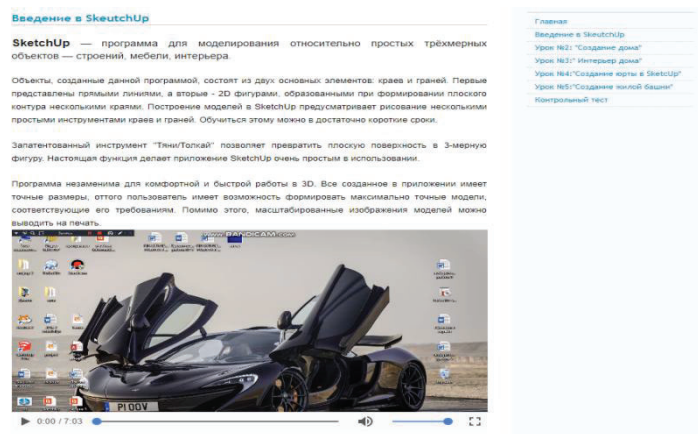 Введение в SkeutchUp
SketchUp — программа для моделирования относительно простых трёхмерных
объектов — строений, мебели, интерьера.
Объекты, созданные данной программой, состоят из двух основных элементов: краев и граней. Первые
представлены прямыми линиями, а вторые - 2D фигурами, образованными при формировании плоского
контура несколькими краями. Построение моделей в SketchUp предусматривает рисование несколькими
простыми инструментами краев и граней. Обучиться этому можно в достаточно короткие сроки.
Запатентованный инструмент "Тяни/Толкай" позволяет превратить плоскую поверхность в 3-мерную
фигуру. Настоящая функция делает приложение SketchUp очень простым в использовании.
Программа незаменима для комфортной и быстрой работы в 3D. Все созданное в приложении имеет
точные размеры, оттого пользователь имеет возможность формировать максимально точные модели,
соответствующие его требованиям. Помимо этого, масштабированные изображения моделей можно
выводить на печать.
WWW.BANDICAM.COM
P1 OOV
0:00 / 7:03
Главная
Введение в SkeutchUp
Урок №2: "Создание дома"
Урок №3:" Интерьер дома"
Урок №4:"Создание юрты в SketcUp"
Урок №5:"Создание жилой башни"
Контрольный тест